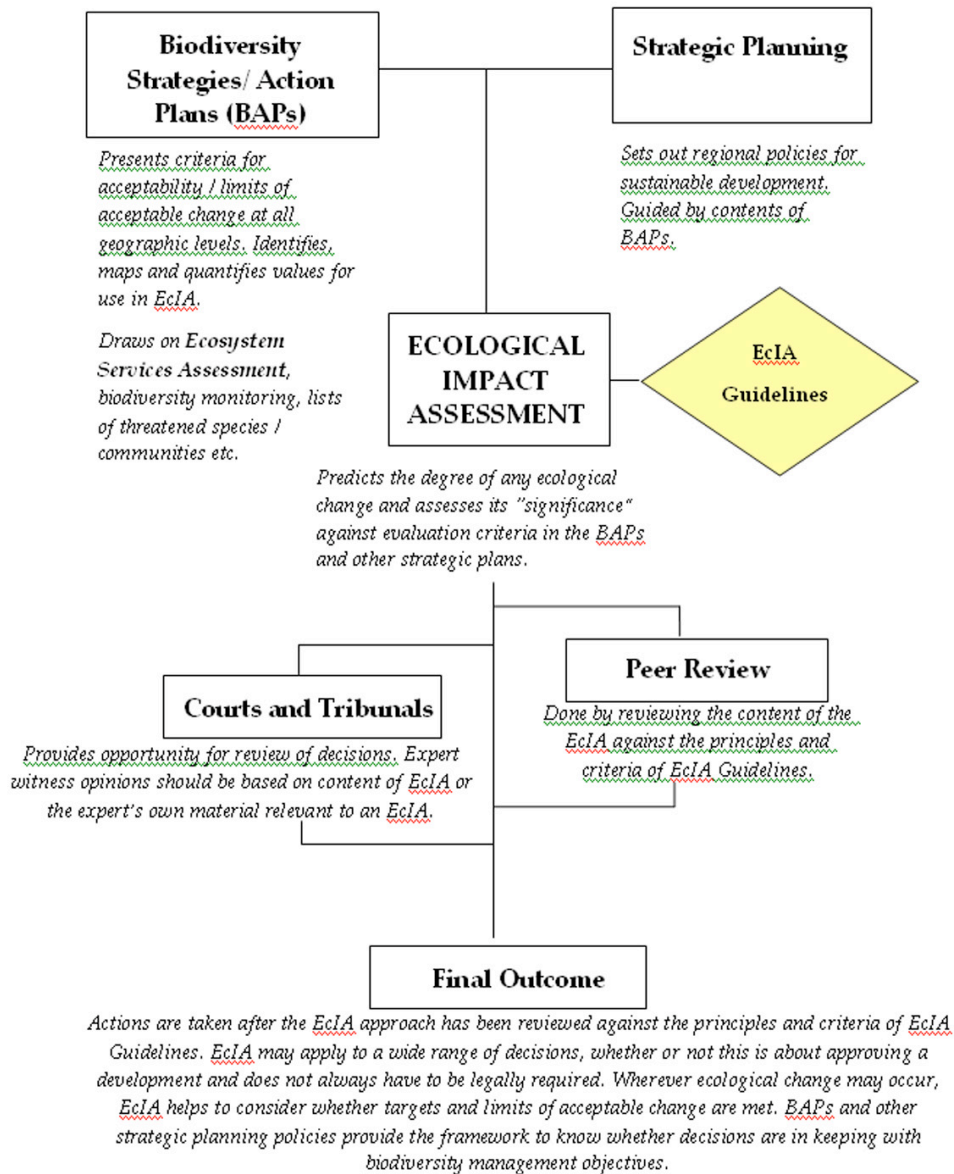 Biodiversity
Strategies/ Action
Plans (BAPs)
Strategic Planning
Presents criteria for
acceptability / limits of
acceptable change at all
geographic levels. Identifies,
maps and quantifies values for
use in EcIA.
Sets out regional policies for
sustainable development.
Guided by contents of
BAPs.
Draws on Ecosystem
Services Assessment,
biodiversity monitoring, lists
of threatened species /
communities etc.
ECOLOGICAL
IMPACT
ASSESSMENT
EcIA
Guidelines
Predicts the degree of any ecological
change and assesses its "significance"
against evaluation criteria in the BAPs
and other strategic plans.
Peer Review
Done by reviewing the content of the
EcIA against the principles and
criteria of EcIA Guidelines.
Courts and Tribunals
Provides opportunity for review of decisions. Expert
witness opinions should be based on content of EcIA or
the expert's own material relevant to an EcIA.
Final Outcome
Actions are taken after the EcIA approach has been reviewed against the principles and criteria of EcIA
Guidelines. EcIA may apply to a wide range of decisions, whether or not this is about approving a
development and does not always have to be legally required. Wherever ecological change may occur,
EcIA helps to consider whether targets and limits of acceptable change are met. BAPs and other
strategic planning policies provide the framework to know whether decisions are in keeping with
biodiversity management objectives.